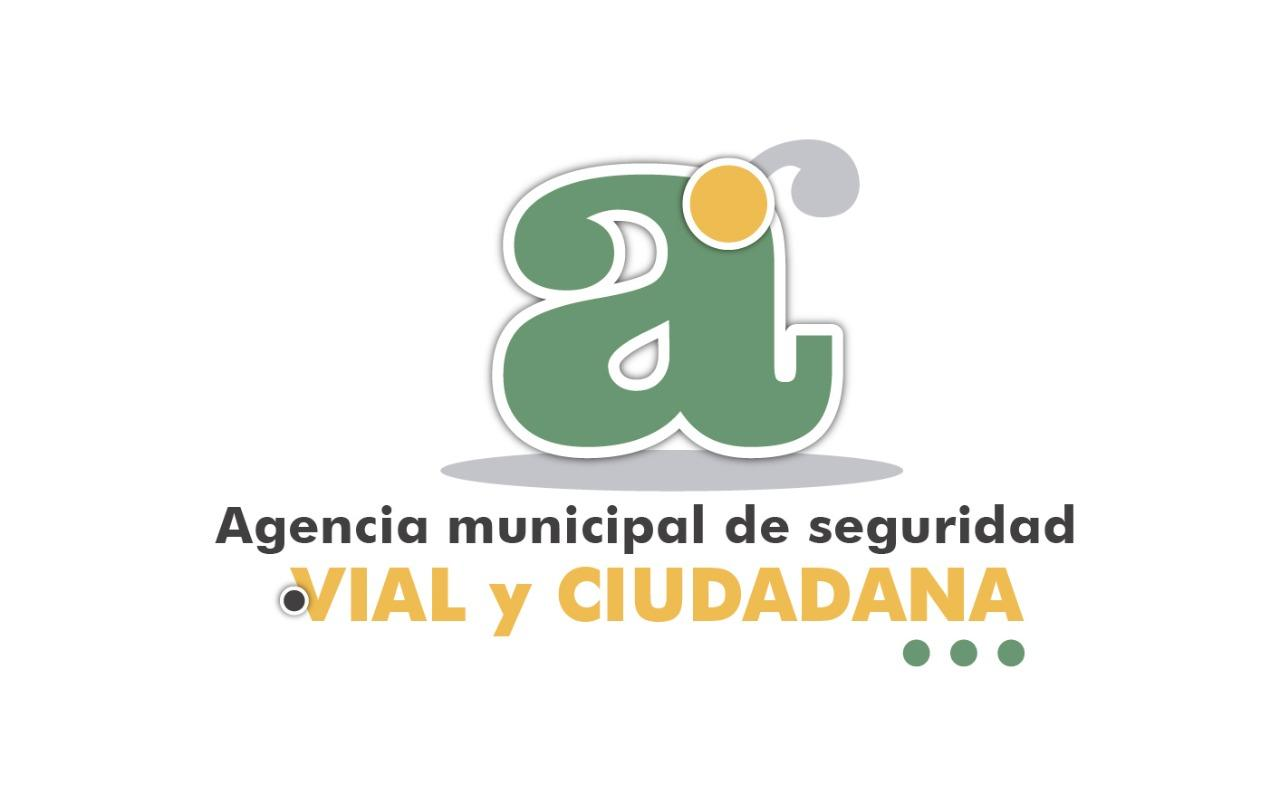 a
Agencia municipal de seguridad
VIAL y CIUDADANA